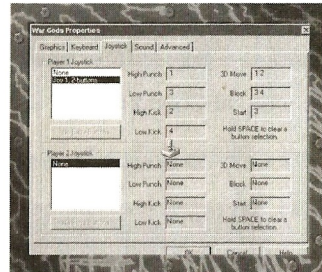 War Gods Properties
Graphics Keyboard Joystick Sound Advanced
Player 1 Joystick
None
Joy 1, 2-buttons
High Punch 1
3D Move 1 2
Low Punch 3
Block 3 4
High Kick 2
Start 3
Low Kick 4
Hold SPACE to clear a
button selection.
Player 2 Joystick
None
High Punch None
3D Move None
Low Punch None
Block None
High Kick None
Start None
Low Kick None
Hold SPACE to clear a
button selection.
OK Cancel Help